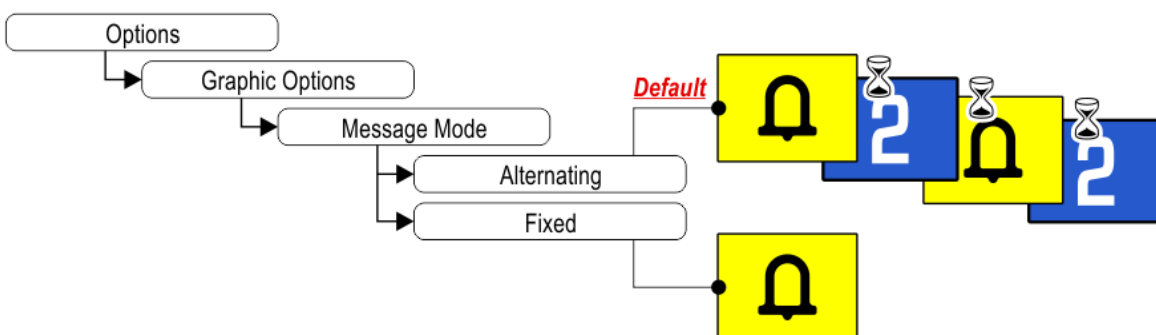 Options
Graphic Options
Message Mode
Default
Alternating
Fixed
2
2